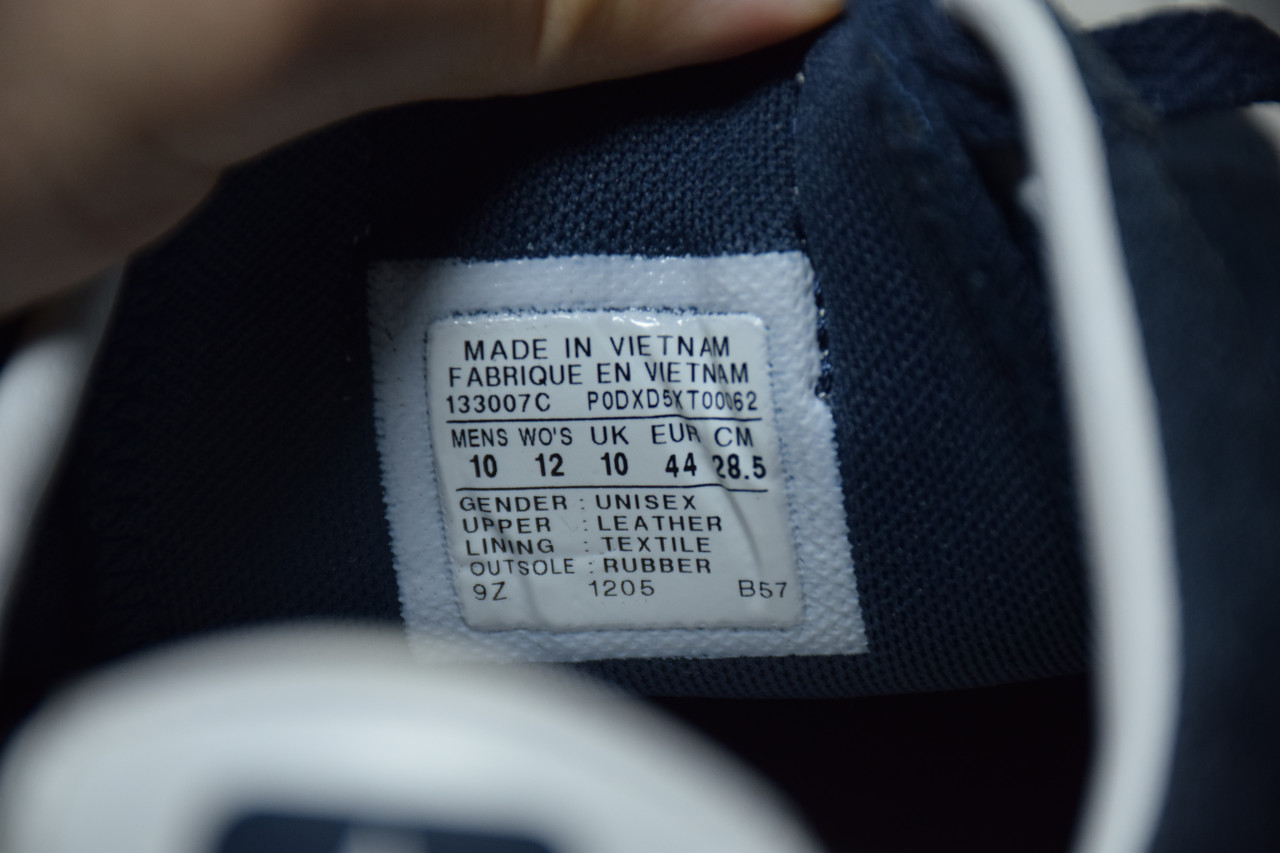 MADE IN VIETNAM
FABRIQUE EN VIETNAM
133007C P0DXD5XT00062
MENS WO'S UK EUR CM
10 12 10 44 28.5
GENDER : UNISEX
UPPER : LEATHER
LINING : TEXTILE
OUTSOLE : RUBBER
9Z 1205 B57